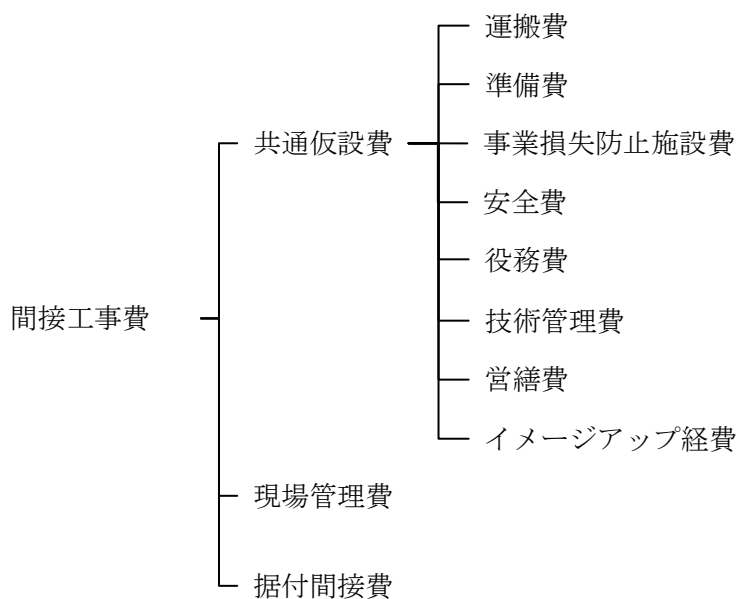 運搬費
準備費
共通仮設費
事業損失防止施設費
安全費
役務費
間接工事費
技術管理費
営繕費
イメージアップ経費
現場管理費
据付間接費